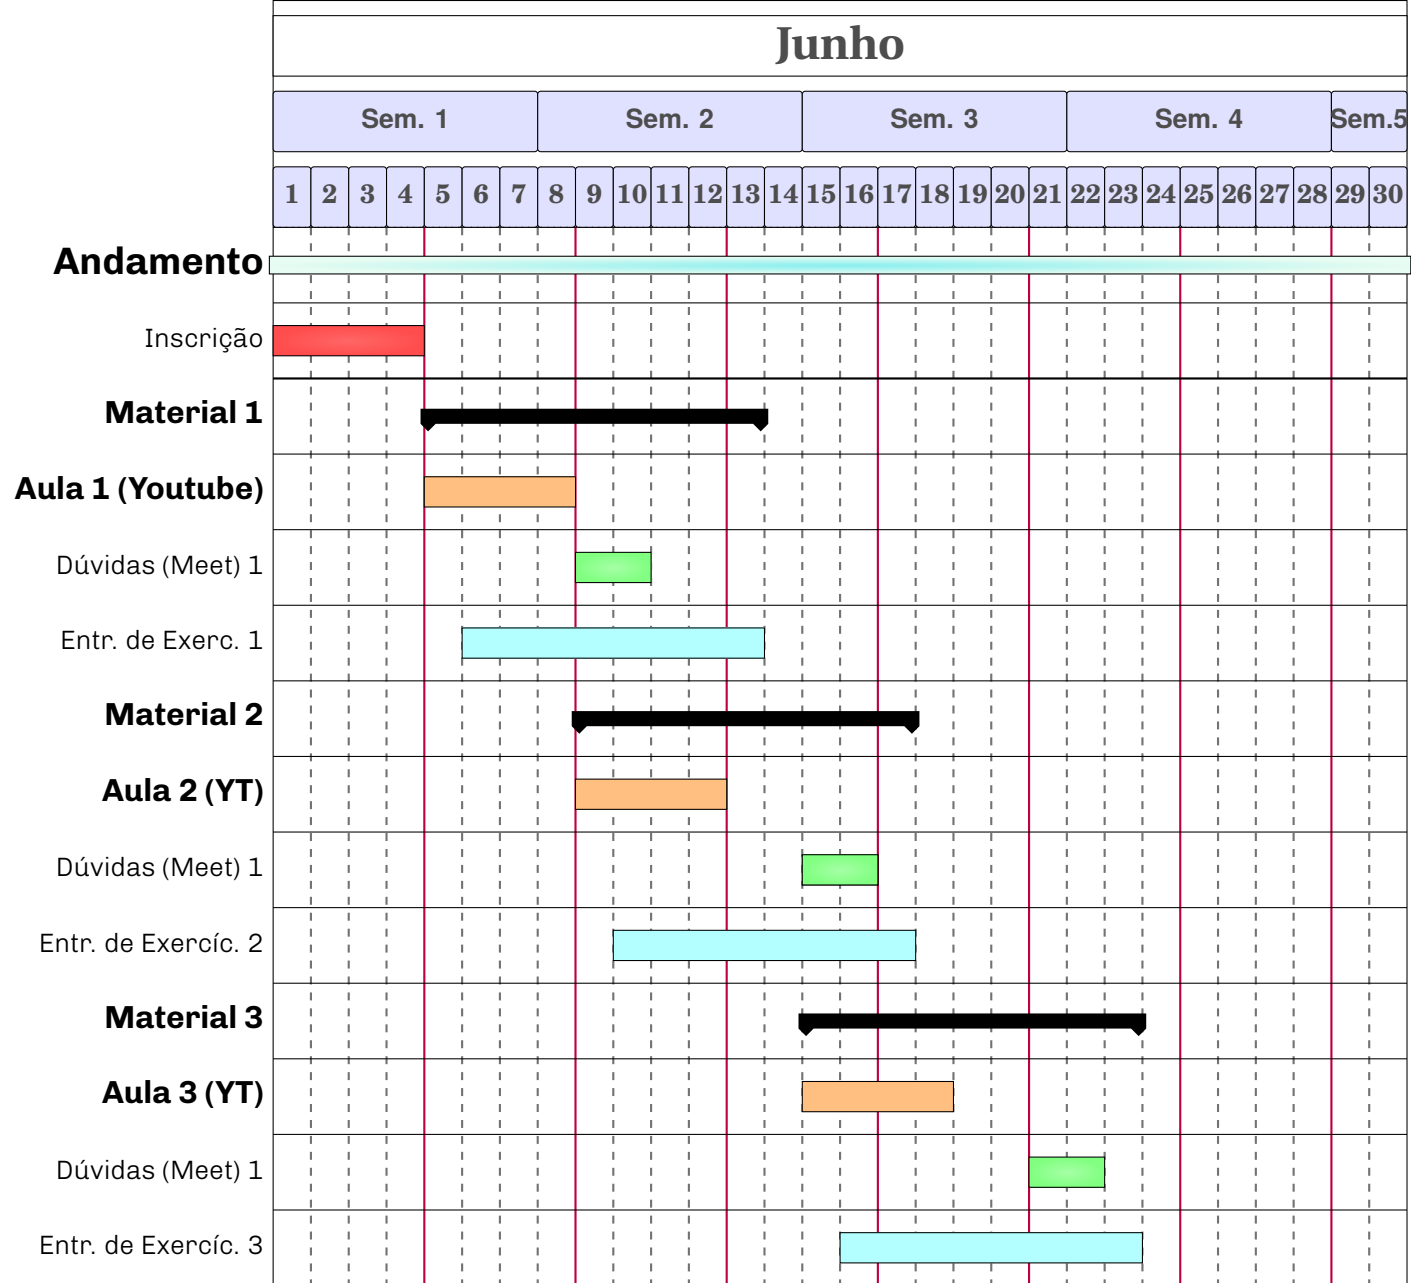 Junho
Sem. 1 Sem. 2 Sem. 3 Sem. 4 Sem.5
1 2 3 4 5 6 7 8 9 10 11 12 13 14 15 16 17 18 19 20 21 22 23 24 25 26 27 28 29 30
Andamento
Inscrição
Material 1
Aula 1 (Youtube)
Dúvidas (Meet) 1
Entr. de Exerc. 1
Material 2
Aula 2 (YT)
Dúvidas (Meet) 1
Entr. de Exercíc. 2
Material 3
Aula 3 (YT)
Dúvidas (Meet) 1
Entr. de Exercíc. 3